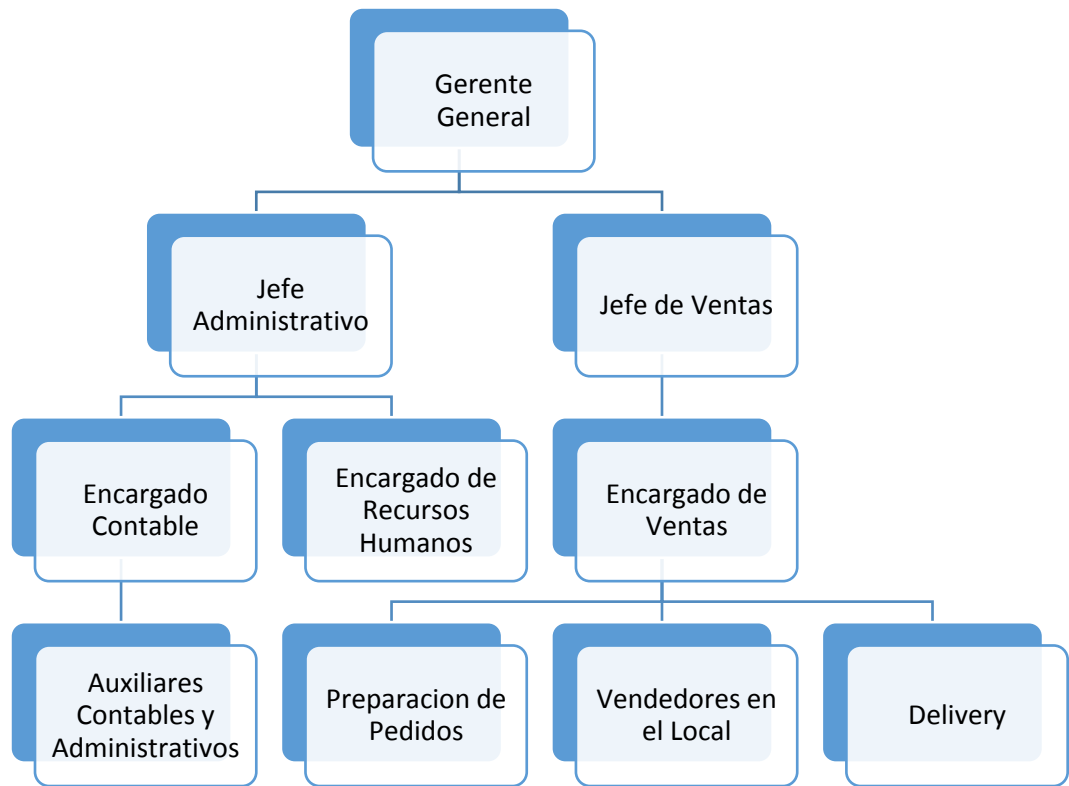 Gerente
General
Jefe
Administrativo
Jefe de Ventas
Encargado
Contable
Encargado de
Recursos
Humanos
Encargado de
Ventas
Auxiliares
Contables y
Administrativos
Preparacion de
Pedidos
Vendedores en
el Local
Delivery